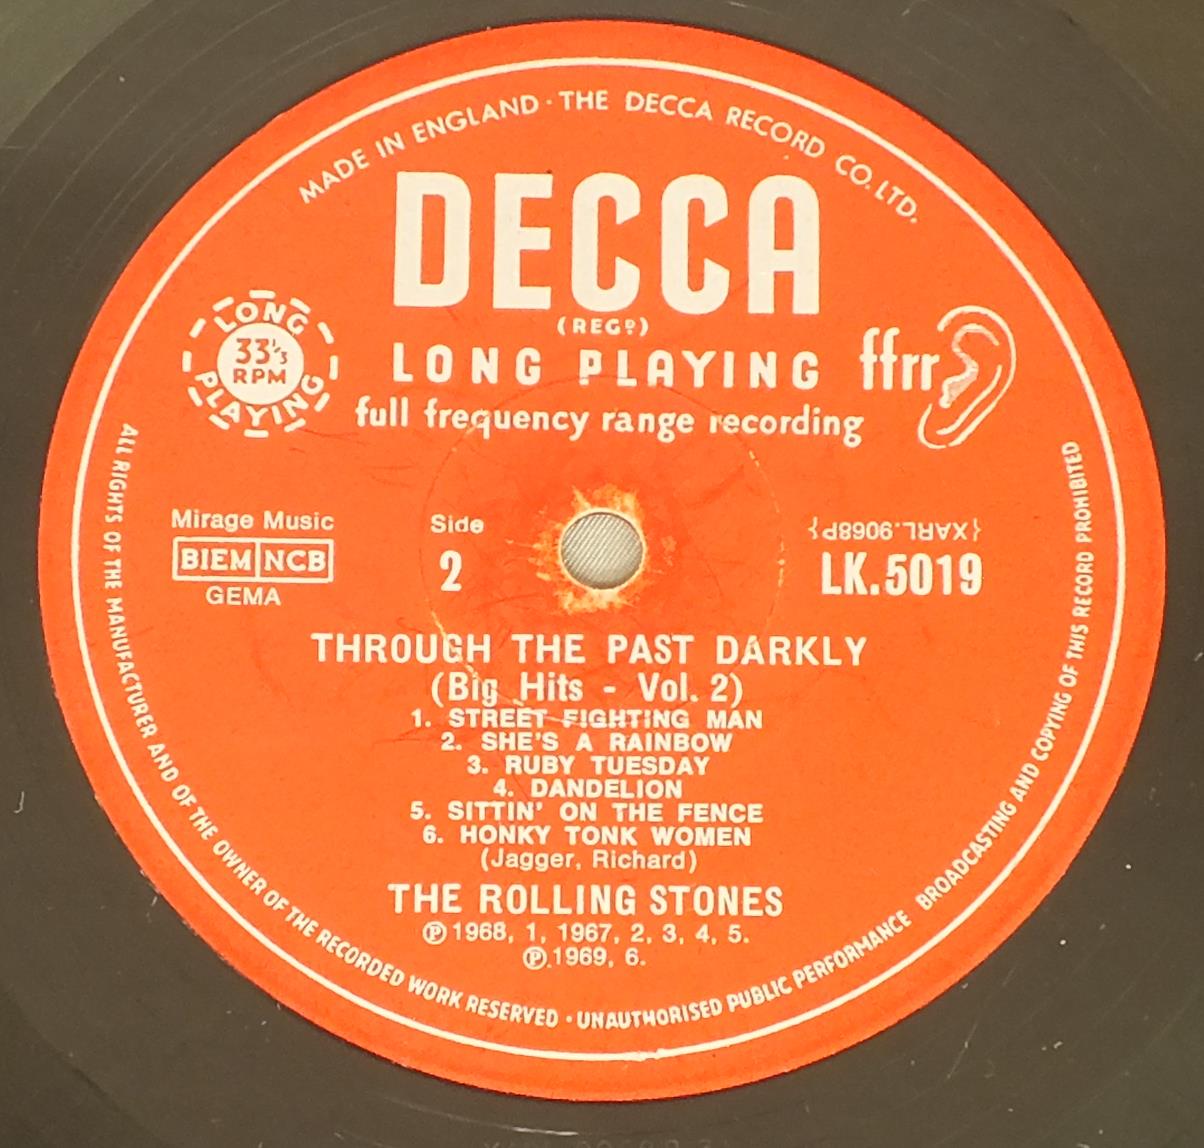 MADE IN ENGLAND · THE DECCA RECORD CO. LTD.
DECCA
(REGD)
LONG PLAYING
33 1/3
RPM
LONG PLAYING
ffrr
full frequency range recording
Mirage Music
BIEM NCB
GEMA
Side
2
{XARL.9068P}
LK.5019
THROUGH THE PAST DARKLY
(Big Hits - Vol. 2)
1. STREET FIGHTING MAN
2. SHE'S A RAINBOW
3. RUBY TUESDAY
4. DANDELION
5. SITTIN' ON THE FENCE
6. HONKY TONK WOMEN
(Jagger, Richard)
THE ROLLING STONES
℗ 1968, 1, 1967, 2, 3, 4, 5.
℗.1969, 6.
ALL RIGHTS OF THE MANUFACTURER AND OF THE OWNER OF THE RECORDED WORK RESERVED · UNAUTHORISED PUBLIC PERFORMANCE BROADCASTING AND COPYING OF THIS RECORD PROHIBITED